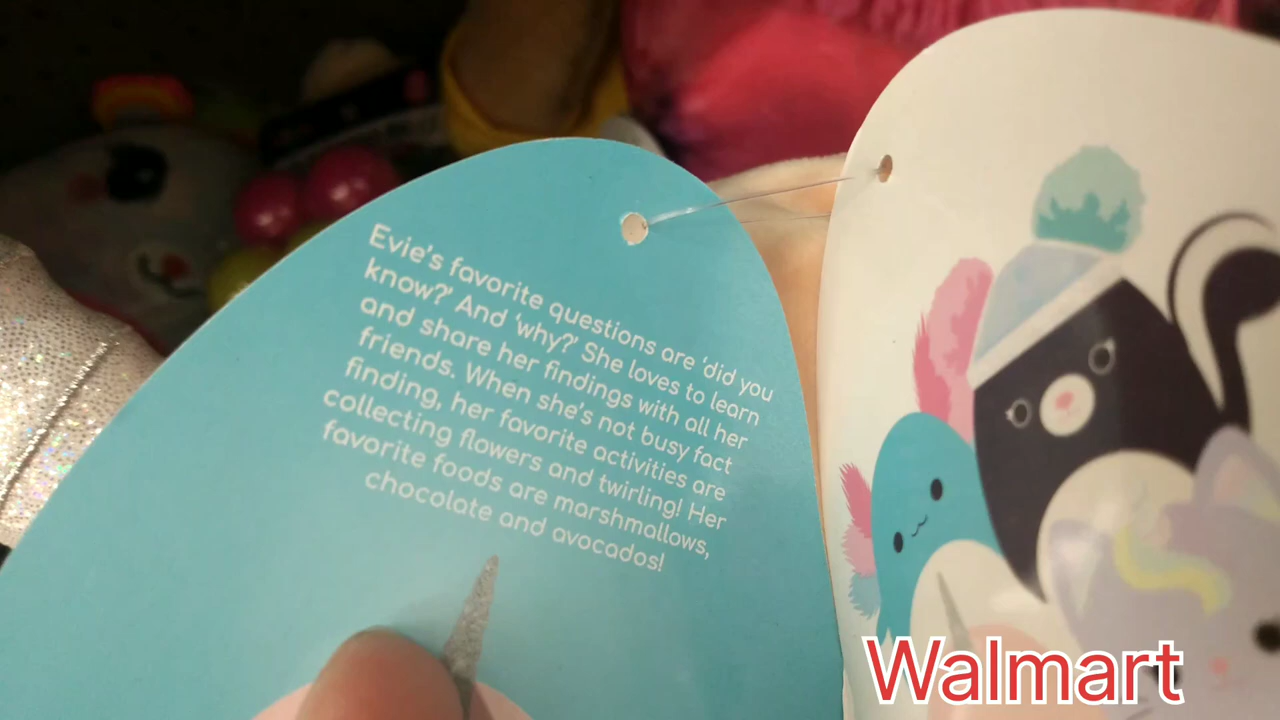 Evie's favorite questions are 'did you
know?' And 'why?' She loves to learn
and share her findings with all her
friends. When she's not busy fact
finding, her favorite activities are
collecting flowers and twirling! Her
favorite foods are marshmallows,
chocolate and avocados!
Walmart